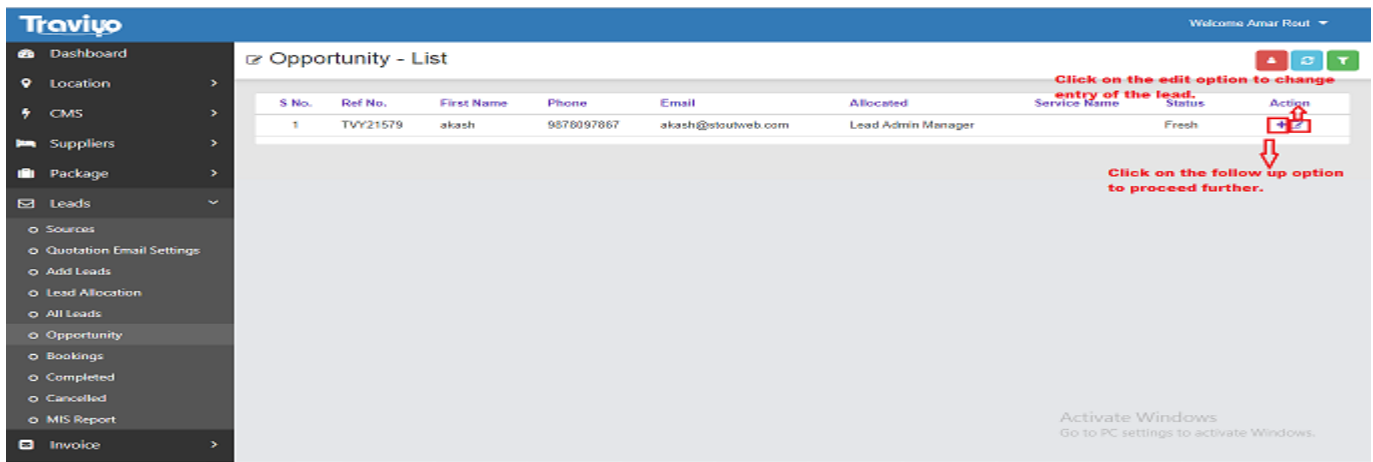 Traviyo
Welcome Amar Rout
Dashboard
Opportunity - List
Location
Click on the edit option to change
entry of the lead.
S No. Ref No. First Name Phone Email Allocated Service Name Status Action
CMS
1 TVY21579 akash 9878097867 akash@stoutweb.com Lead Admin Manager Fresh
Suppliers
Package
Click on the follow up option
to proceed further.
Leads
Sources
Quotation Email Settings
Add Leads
Lead Allocation
All Leads
Opportunity
Bookings
Completed
Cancelled
MIS Report
Invoice
Activate Windows
Go to PC settings to activate Windows.